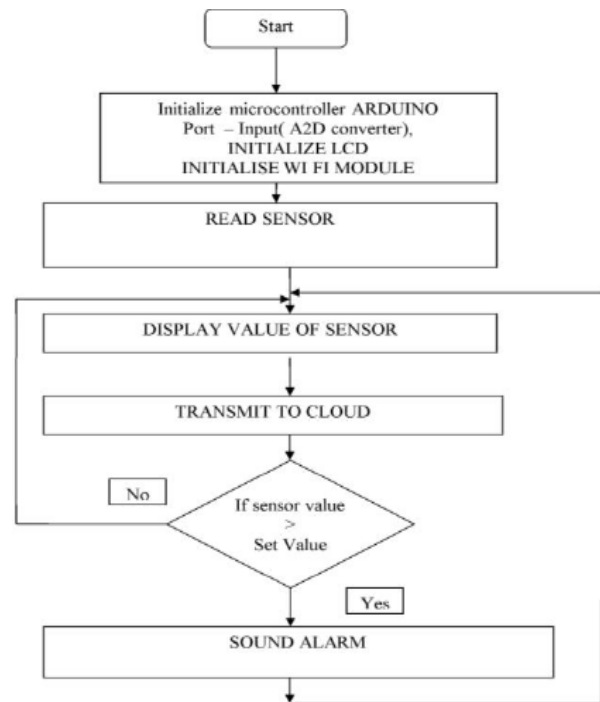 Start
Initialize microcontroller ARDUINO
Port – Input( A2D converter),
INITIALIZE LCD
INITIALISE WI FI MODULE
READ SENSOR
DISPLAY VALUE OF SENSOR
TRANSMIT TO CLOUD
No
If sensor value
>
Set Value
Yes
SOUND ALARM